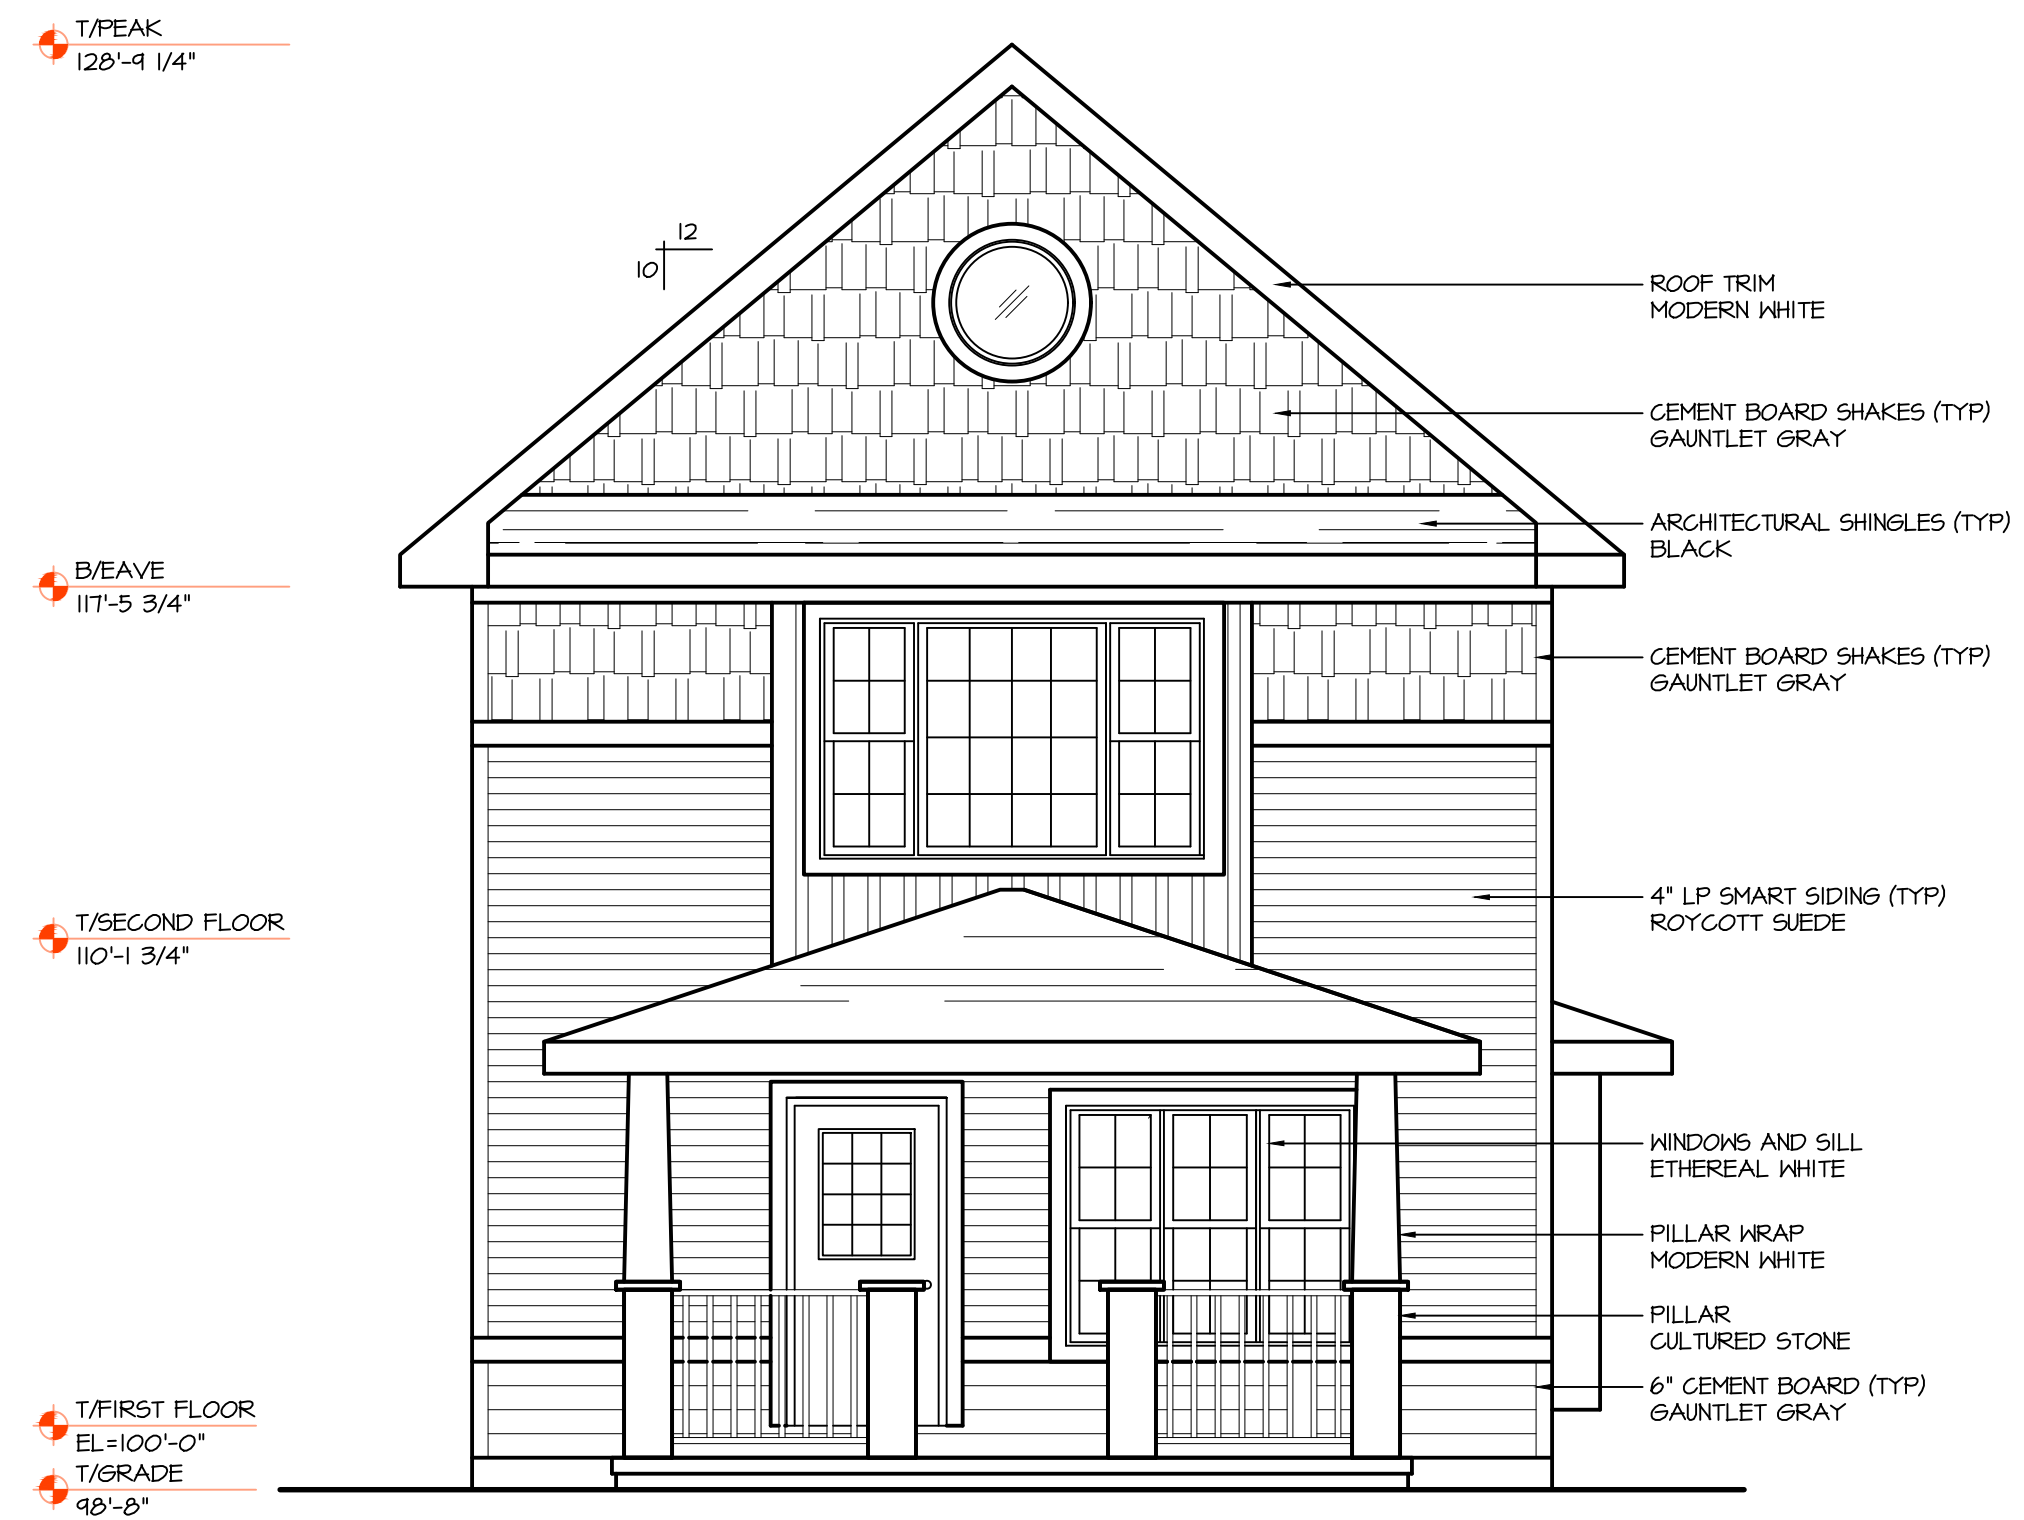 T/PEAK
128'-9 1/4"
12
10
ROOF TRIM
MODERN WHITE
CEMENT BOARD SHAKES (TYP)
GAUNTLET GRAY
ARCHITECTURAL SHINGLES (TYP)
BLACK
B/EAVE
117'-5 3/4"
CEMENT BOARD SHAKES (TYP)
GAUNTLET GRAY
4" LP SMART SIDING (TYP)
ROYCOTT SUEDE
T/SECOND FLOOR
110'-1 3/4"
WINDOWS AND SILL
ETHEREAL WHITE
PILLAR WRAP
MODERN WHITE
PILLAR
CULTURED STONE
6" CEMENT BOARD (TYP)
GAUNTLET GRAY
T/FIRST FLOOR
EL=100'-0"
T/GRADE
98'-8"